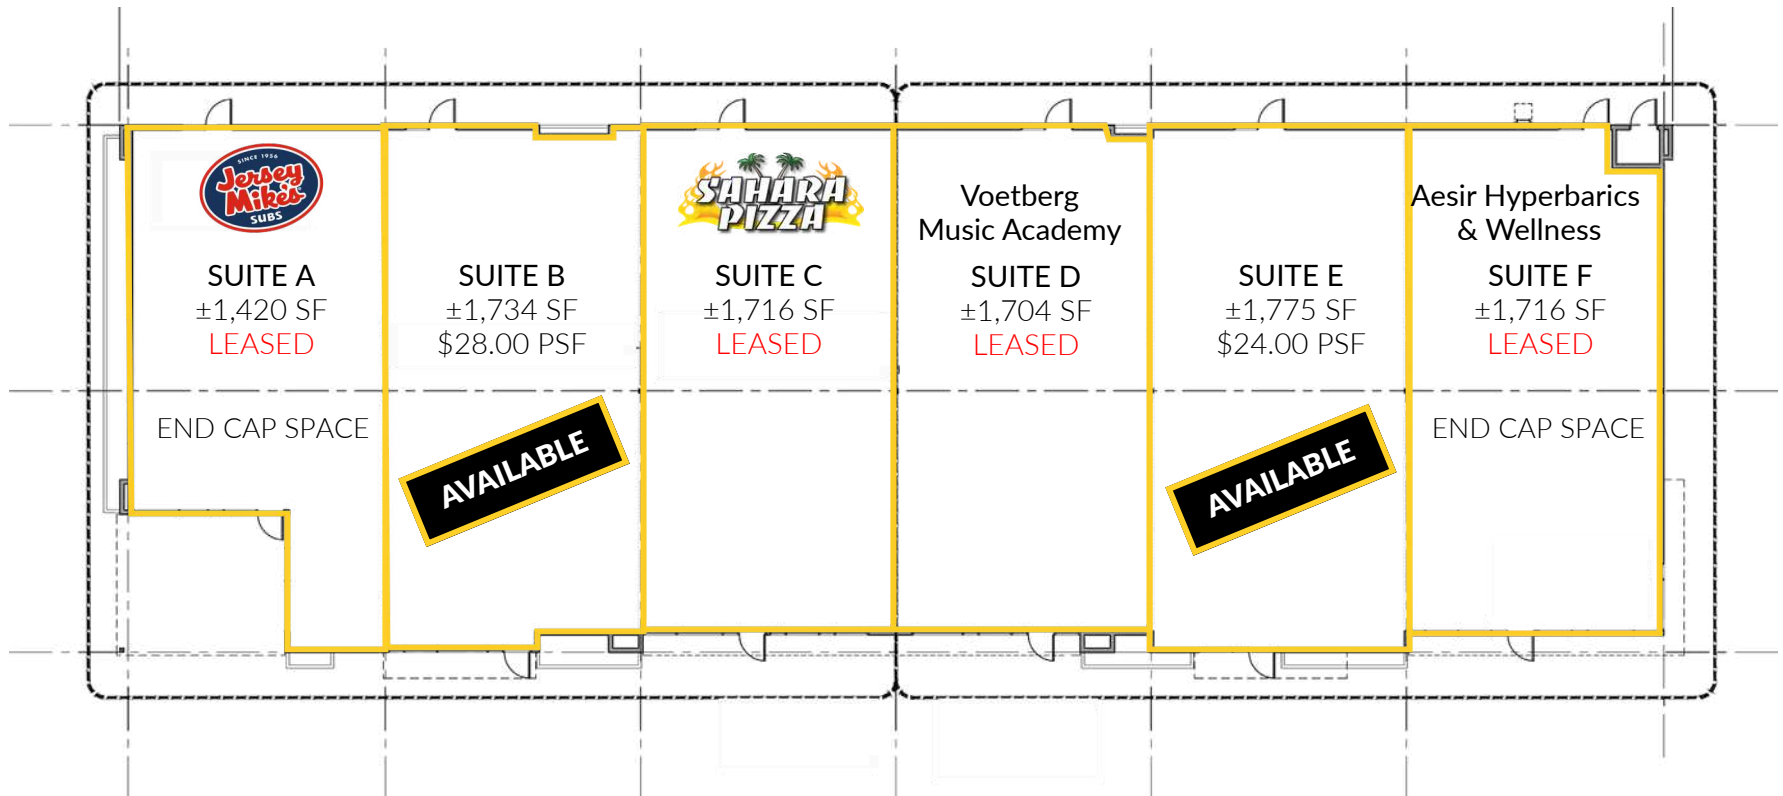 SINCE 1956
Jersey
Mike's
SUBS
SUITE A
±1,420 SF
LEASED
END CAP SPACE
SUITE B
±1,734 SF
$28.00 PSF
AVAILABLE
SAHARA
PIZZA
SUITE C
±1,716 SF
LEASED
Voetberg
Music Academy
SUITE D
±1,704 SF
LEASED
SUITE E
±1,775 SF
$24.00 PSF
AVAILABLE
Aesir Hyperbarics
& Wellness
SUITE F
±1,716 SF
LEASED
END CAP SPACE